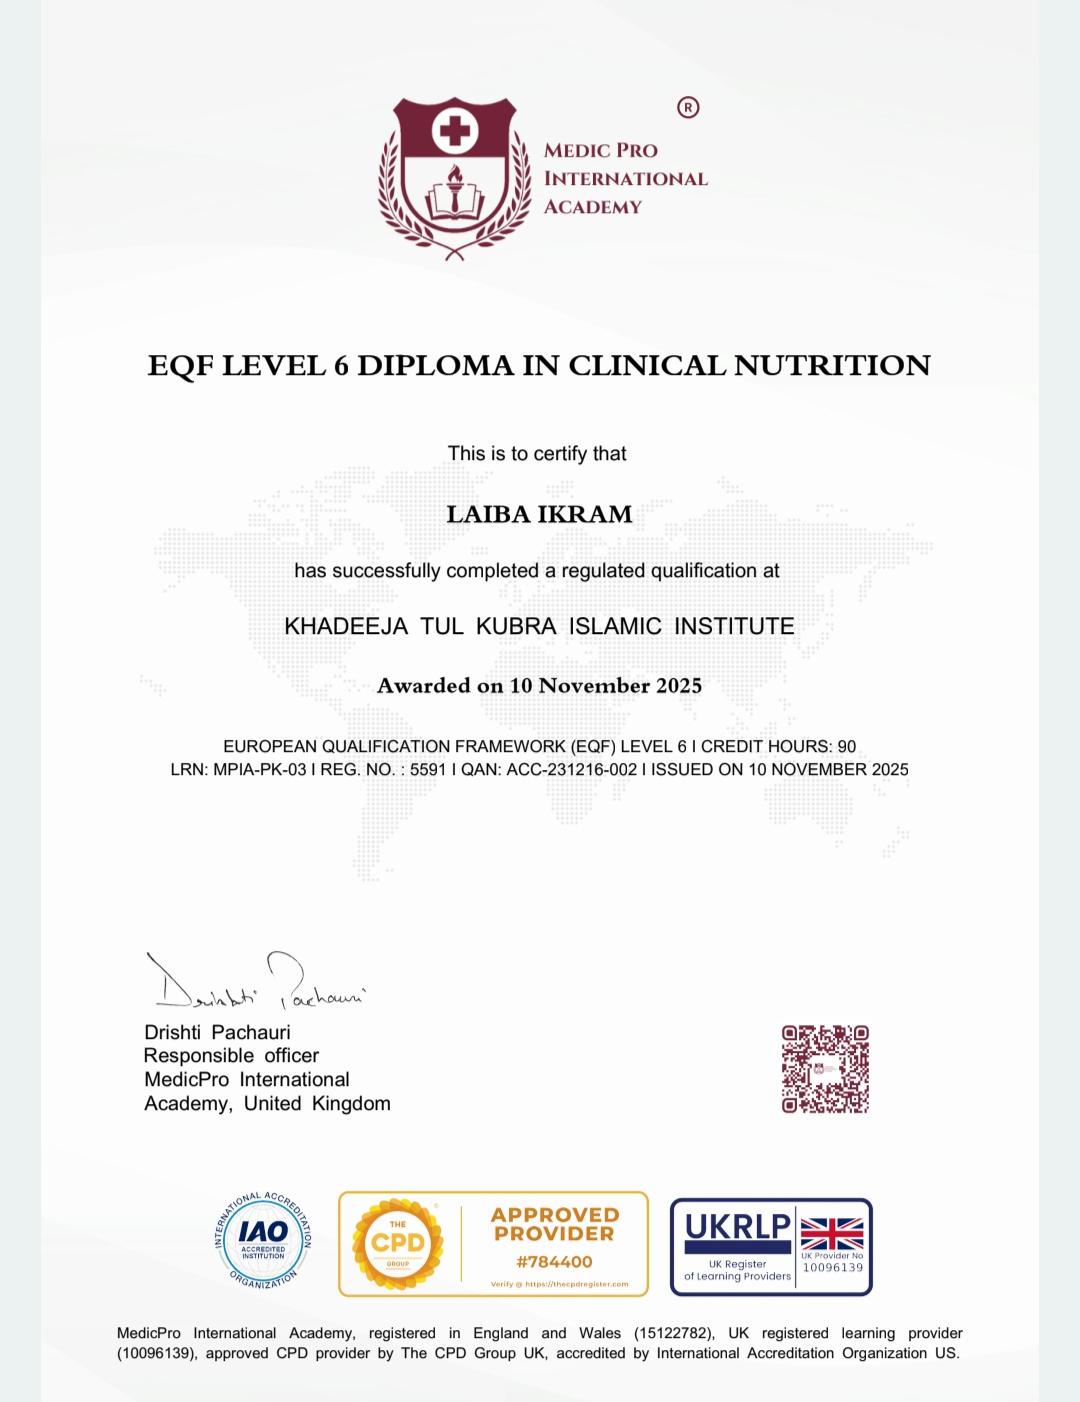 ®
MEDIC PRO
INTERNATIONAL
ACADEMY
EQF LEVEL 6 DIPLOMA IN CLINICAL NUTRITION
This is to certify that
LAIBA IKRAM
has successfully completed a regulated qualification at
KHADEEJA TUL KUBRA ISLAMIC INSTITUTE
Awarded on 10 November 2025
EUROPEAN QUALIFICATION FRAMEWORK (EQF) LEVEL 6 I CREDIT HOURS: 90
LRN: MPIA-PK-03 I REG. NO. : 5591 I QAN: ACC-231216-002 I ISSUED ON 10 NOVEMBER 2025
Drishti Pachauri
Drishti Pachauri
Responsible officer
MedicPro International
Academy, United Kingdom
INTERNATIONAL ACCREDITATION
IAO
ACCREDITED
INSTITUTION
ORGANIZATION
THE
CPD
GROUP
APPROVED
PROVIDER
#784400
Verify @ https://thecpdregister.com
UKRLP
UK Register
of Learning Providers
UK Provider No
10096139
MedicPro International Academy, registered in England and Wales (15122782), UK registered learning provider
(10096139), approved CPD provider by The CPD Group UK, accredited by International Accreditation Organization US.